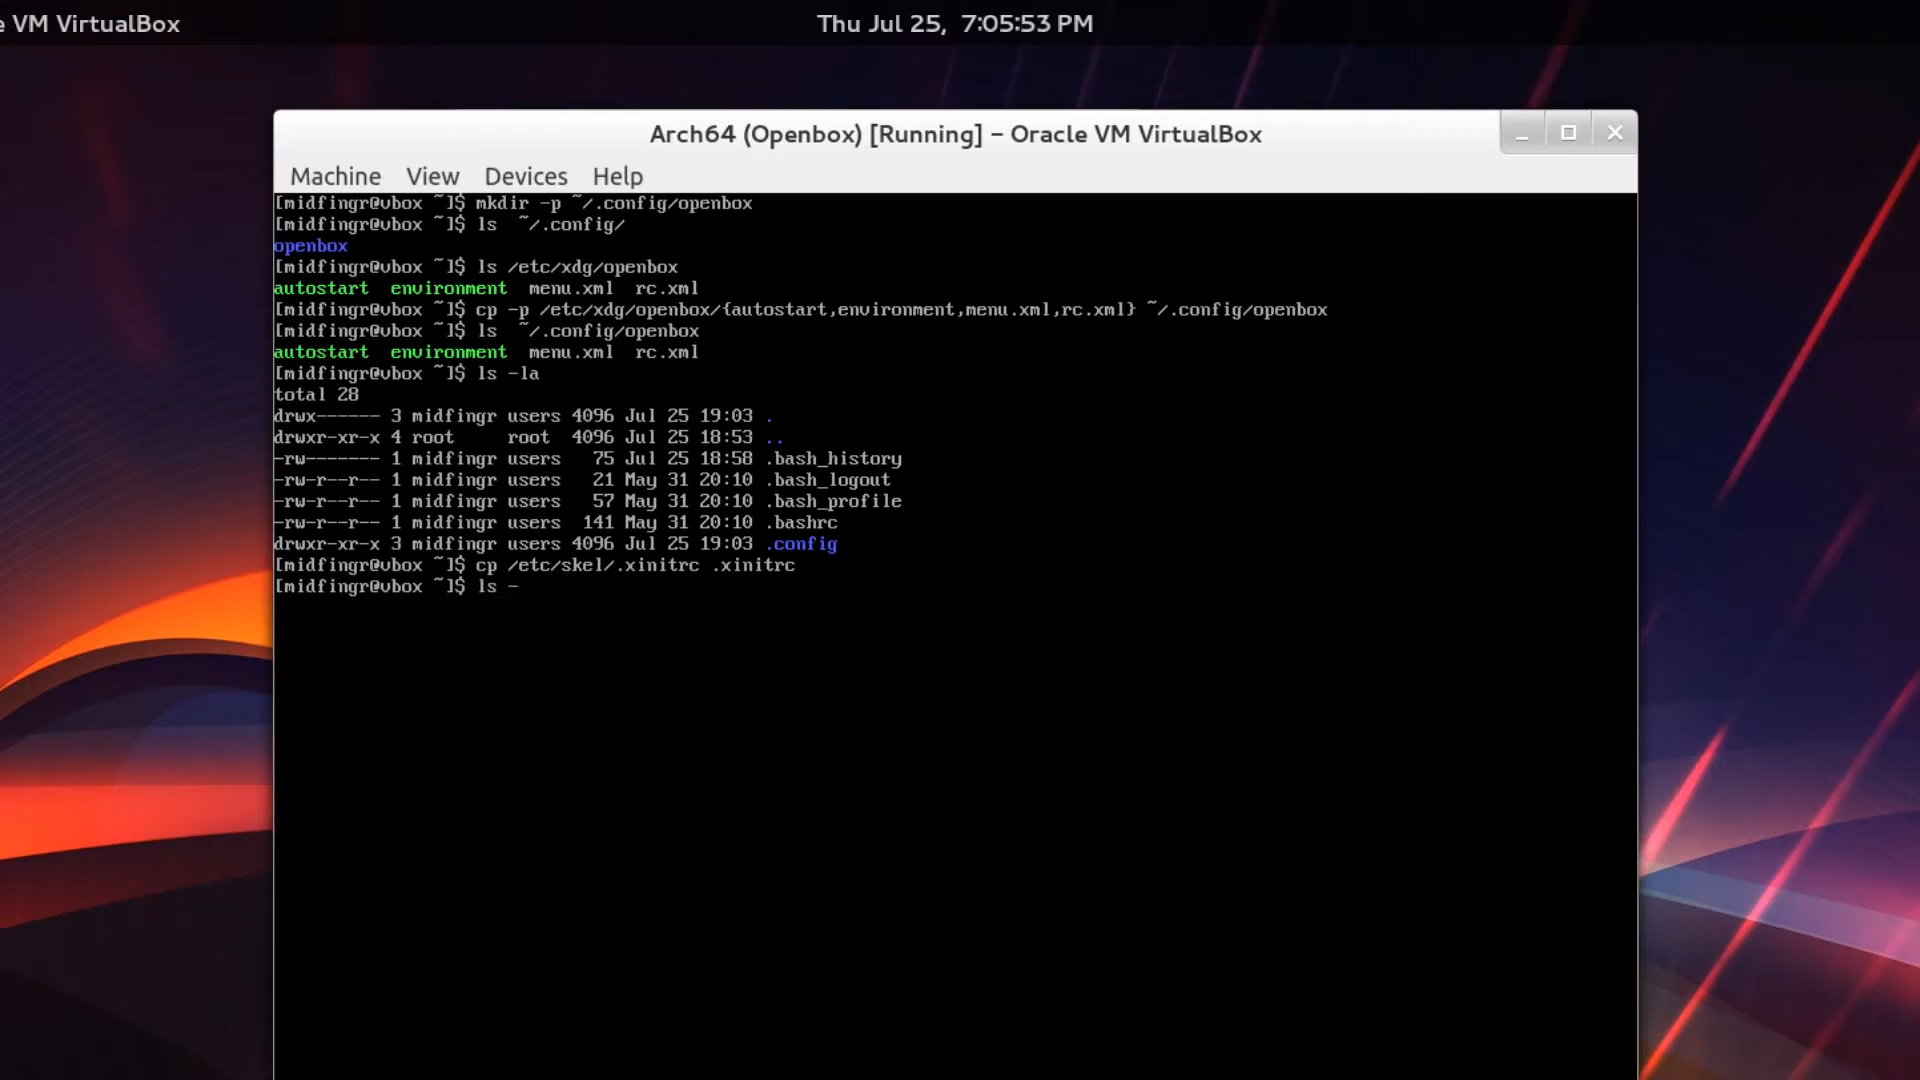 e VM VirtualBox
Thu Jul 25, 7:05:53 PM
Arch64 (Openbox) [Running] – Oracle VM VirtualBox
Machine View Devices Help
[midfingr@vbox ~]$ mkdir -p ~/.config/openbox
[midfingr@vbox ~]$ ls  ~/.config/
openbox
[midfingr@vbox ~]$ ls /etc/xdg/openbox
autostart  environment  menu.xml  rc.xml
[midfingr@vbox ~]$ cp -p /etc/xdg/openbox/{autostart,environment,menu.xml,rc.xml} ~/.config/openbox
[midfingr@vbox ~]$ ls  ~/.config/openbox
autostart  environment  menu.xml  rc.xml
[midfingr@vbox ~]$ ls -la
total 28
drwx------ 3 midfingr users 4096 Jul 25 19:03 .
drwxr-xr-x 4 root     root  4096 Jul 25 18:53 ..
-rw------- 1 midfingr users   75 Jul 25 18:58 .bash_history
-rw-r--r-- 1 midfingr users   21 May 31 20:10 .bash_logout
-rw-r--r-- 1 midfingr users   57 May 31 20:10 .bash_profile
-rw-r--r-- 1 midfingr users  141 May 31 20:10 .bashrc
drwxr-xr-x 3 midfingr users 4096 Jul 25 19:03 .config
[midfingr@vbox ~]$ cp /etc/skel/.xinitrc .xinitrc
[midfingr@vbox ~]$ ls -